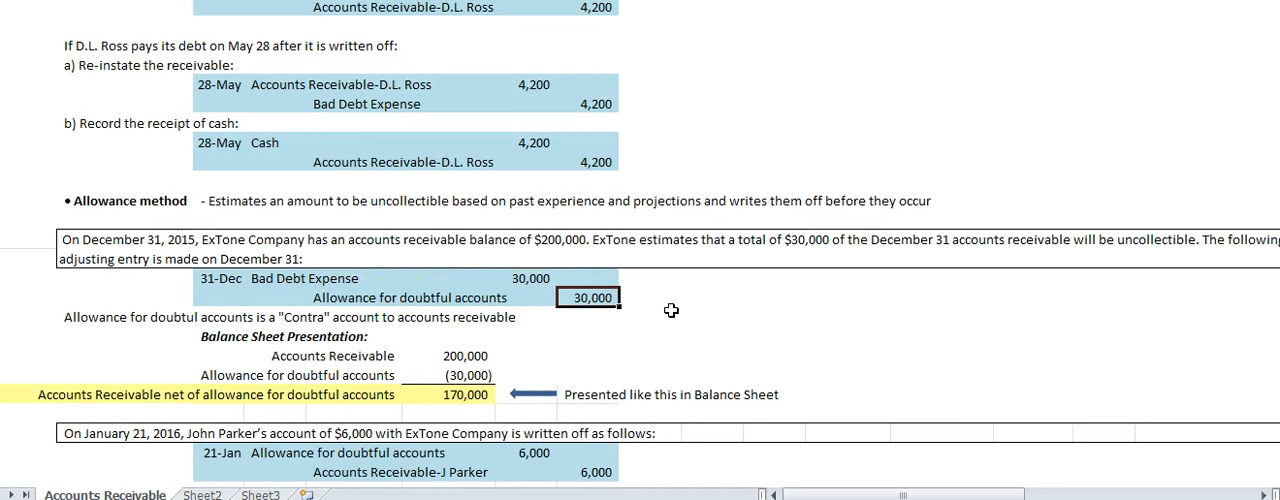 Accounts Receivable-D.L. Ross 4,200
If D.L. Ross pays its debt on May 28 after it is written off:
a) Re-instate the receivable:
28-May Accounts Receivable-D.L. Ross 4,200
Bad Debt Expense 4,200
b) Record the receipt of cash:
28-May Cash 4,200
Accounts Receivable-D.L. Ross 4,200
• Allowance method - Estimates an amount to be uncollectible based on past experience and projections and writes them off before they occur
On December 31, 2015, ExTone Company has an accounts receivable balance of $200,000. ExTone estimates that a total of $30,000 of the December 31 accounts receivable will be uncollectible. The following
adjusting entry is made on December 31:
31-Dec Bad Debt Expense 30,000
Allowance for doubtful accounts 30,000
Allowance for doubtul accounts is a "Contra" account to accounts receivable
Balance Sheet Presentation:
Accounts Receivable 200,000
Allowance for doubtful accounts (30,000)
Accounts Receivable net of allowance for doubtful accounts 170,000 Presented like this in Balance Sheet
On January 21, 2016, John Parker's account of $6,000 with ExTone Company is written off as follows:
21-Jan Allowance for doubtful accounts 6,000
Accounts Receivable-J Parker 6,000
Accounts Receivable Sheet2 Sheet3